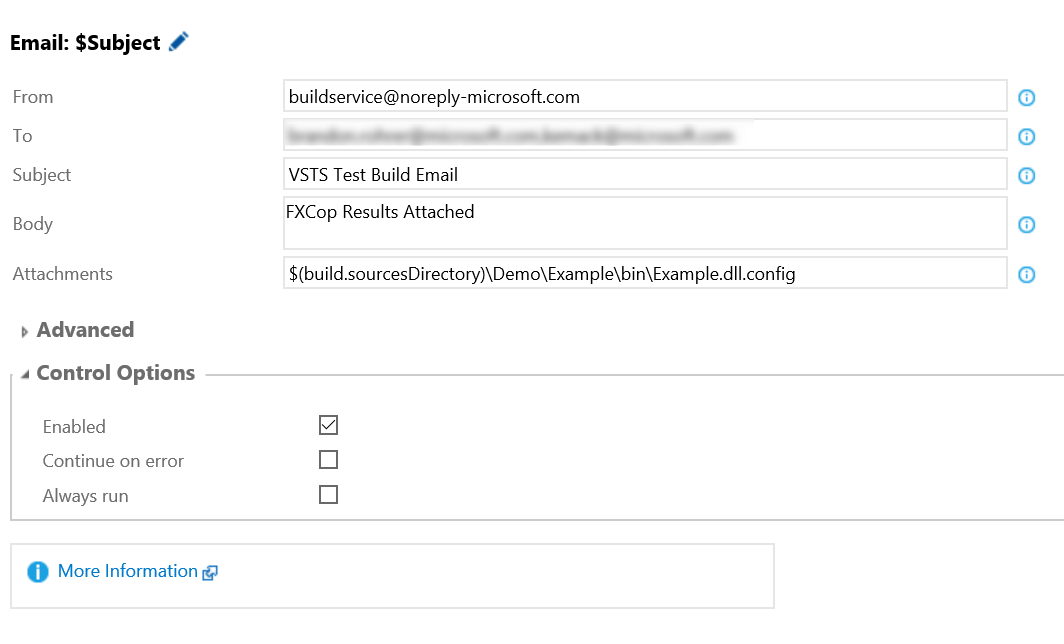 Email: $Subject
From buildservice@noreply-microsoft.com
To
Subject VSTS Test Build Email
Body FXCop Results Attached
Attachments $(build.sourcesDirectory)\Demo\Example\bin\Example.dll.config
Advanced
Control Options
Enabled
Continue on error
Always run
More Information